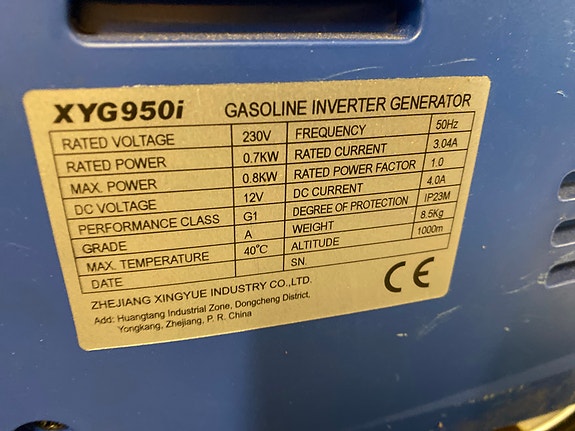 XYG950i GASOLINE INVERTER GENERATOR
RATED VOLTAGE 230V FREQUENCY 50Hz
RATED POWER 0.7KW RATED CURRENT 3.04A
MAX. POWER 0.8KW RATED POWER FACTOR 1.0
DC VOLTAGE 12V DC CURRENT 4.0A
PERFORMANCE CLASS G1 DEGREE OF PROTECTION IP23M
GRADE A WEIGHT 8.5Kg
MAX. TEMPERATURE 40℃ ALTITUDE 1000m
DATE SN.
ZHEJIANG XINGYUE INDUSTRY CO.,LTD.
Add: Huangtang Industrial Zone, Dongcheng District,
Yongkang, Zhejiang, P. R. China
CE